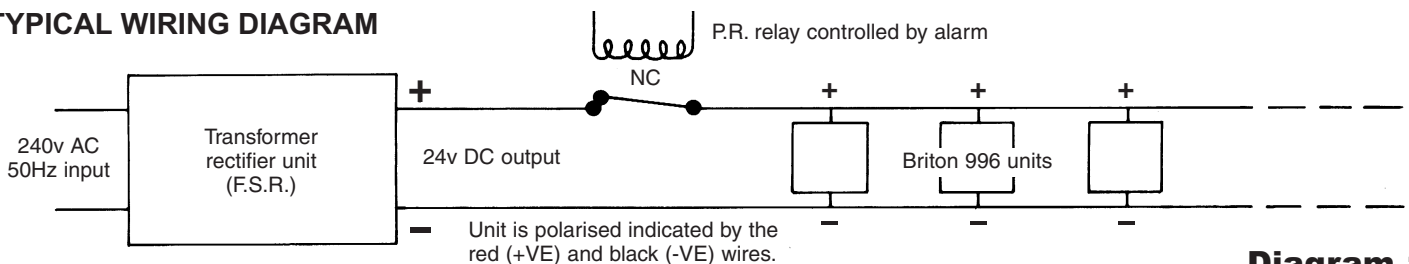 TYPICAL WIRING DIAGRAM
P.R. relay controlled by alarm
NC
+
+
+
+
240v AC
50Hz input
Transformer
rectifier unit
(F.S.R.)
24v DC output
Briton 996 units
–
–
–
–
Unit is polarised indicated by the
red (+VE) and black (-VE) wires.
Diagram